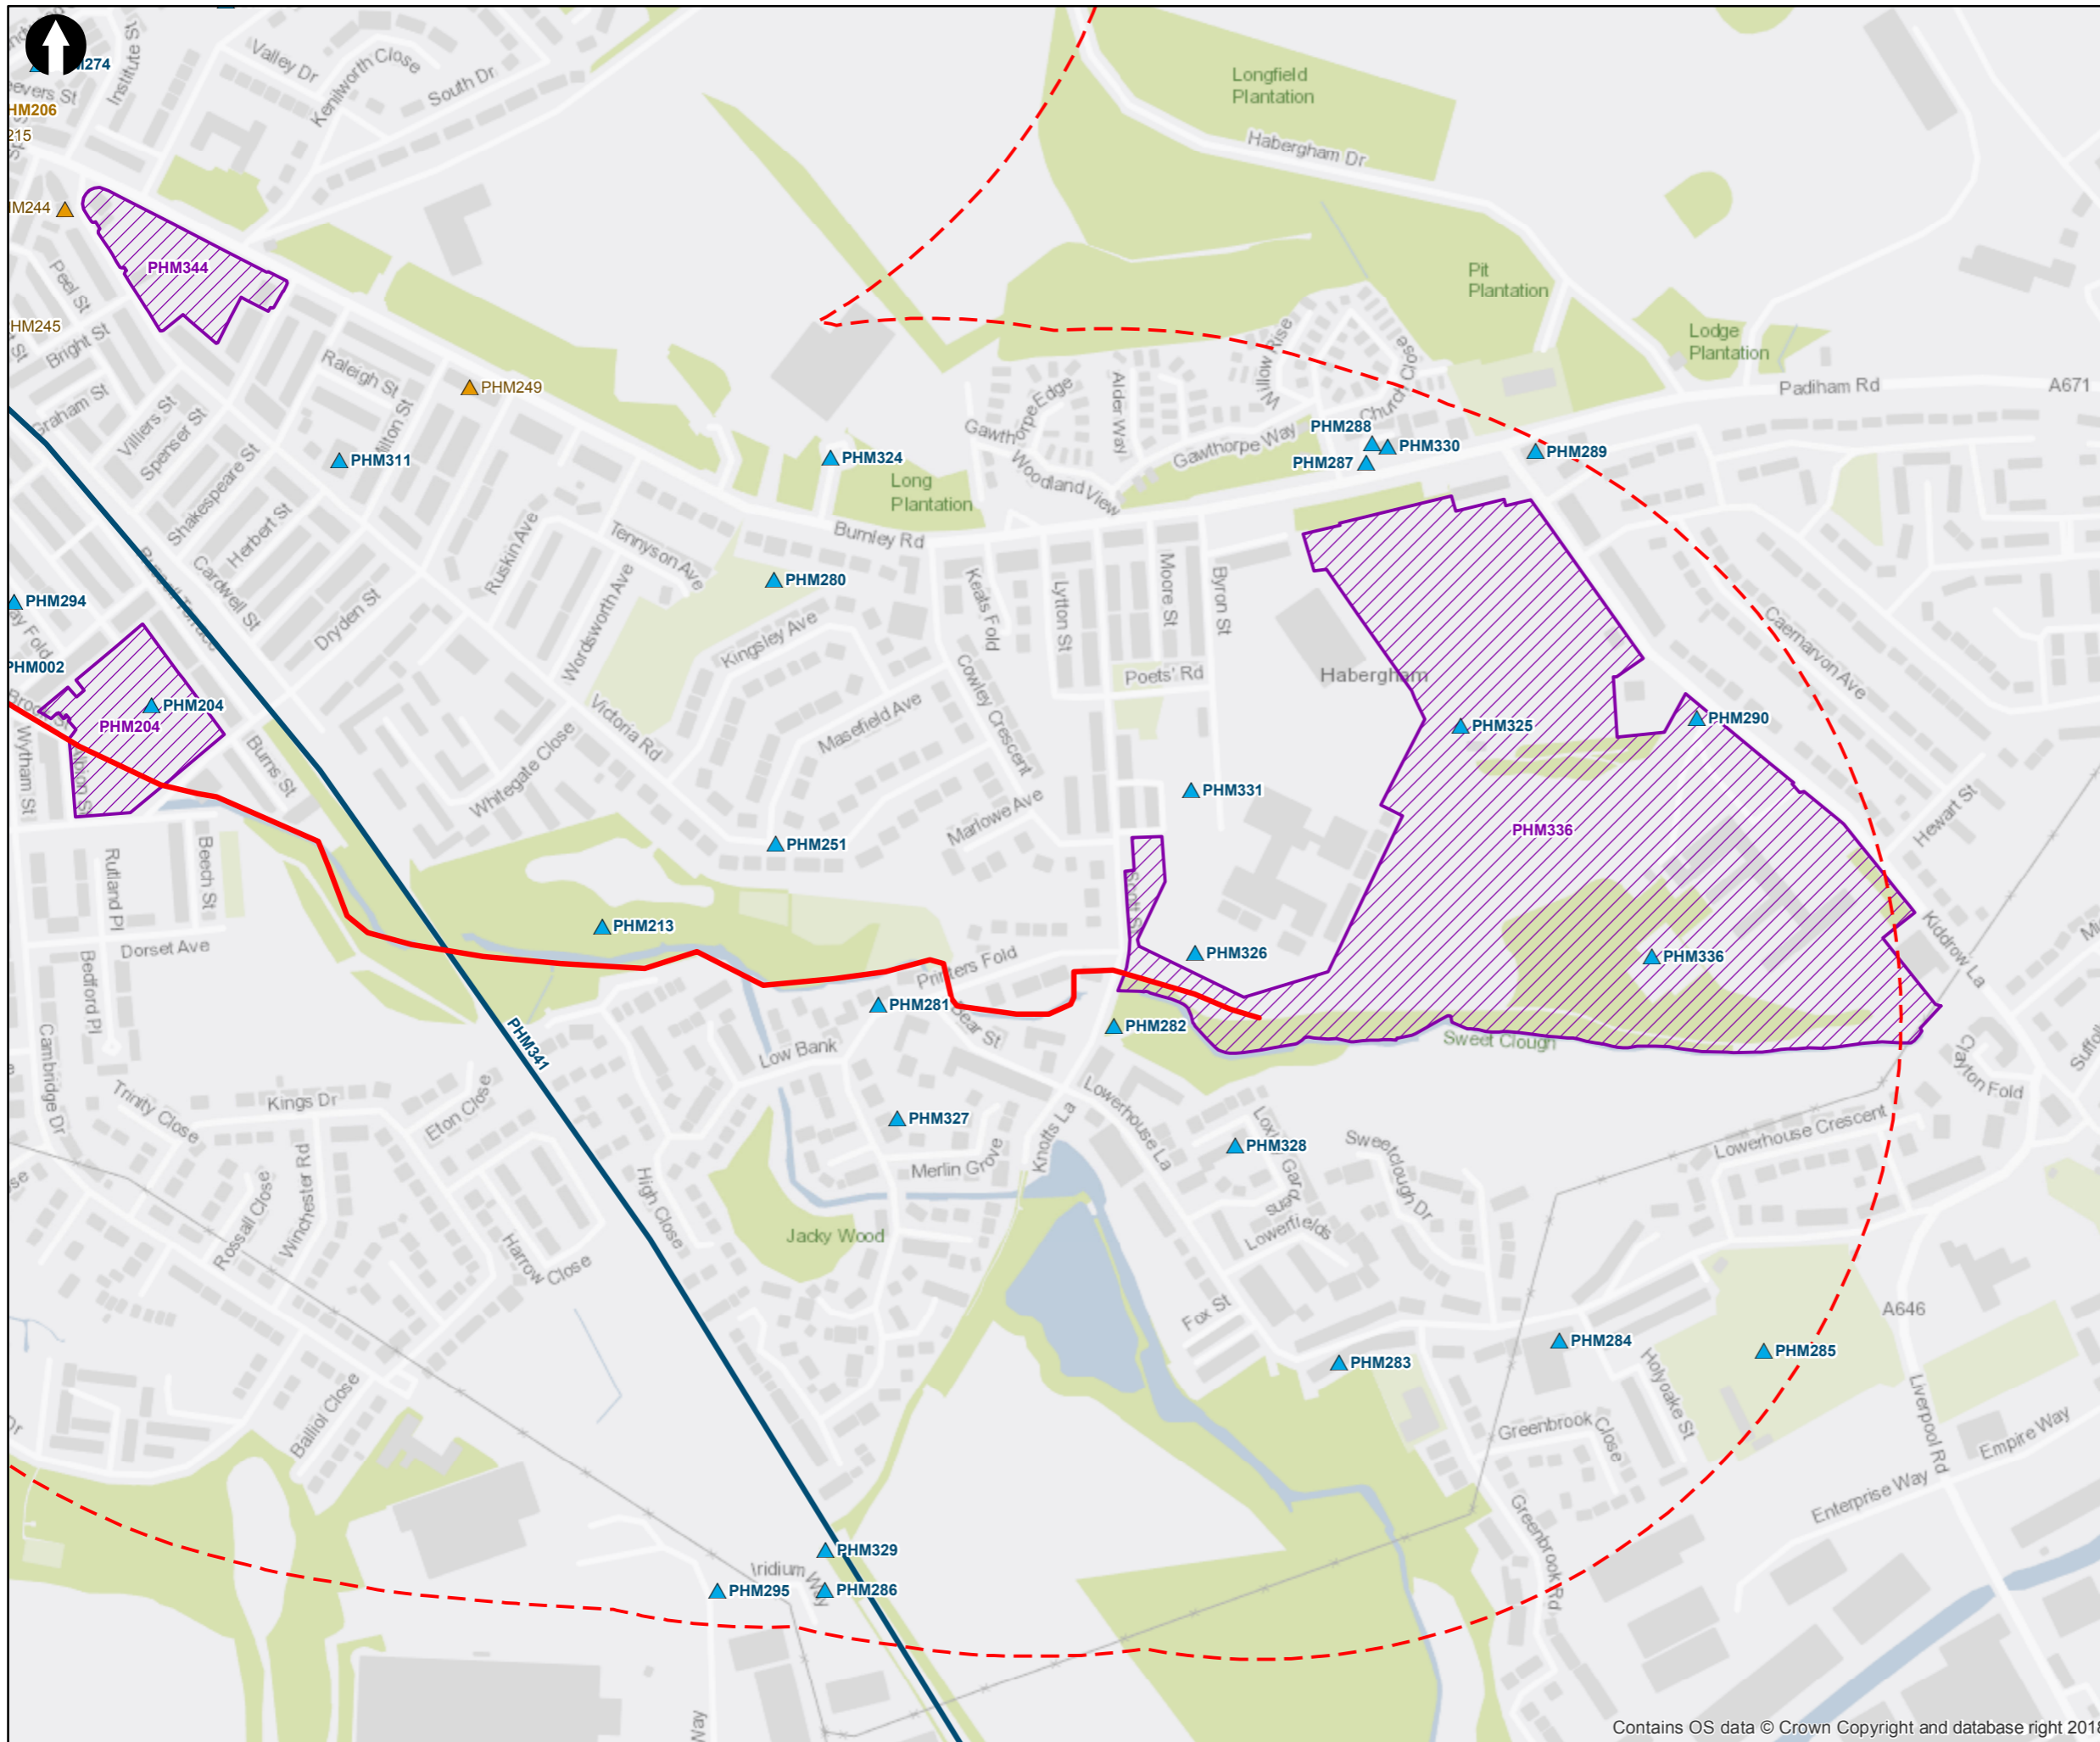 Institute St
Valley Dr
Kenilworth Close
South Dr
Longfield
Plantation
Habergham Dr
PHM344
Peel St
Bright St
Graham St
Villiers St
Spenser St
Shakespeare St
Herbert St
Cardwell St
Dryden St
Raleigh St
PHM249
PHM311
PHM324
Long
Plantation
Gawthorpe Edge
Woodland View
Alder Way
Gawthorpe Way
Willow Rise
Church Close
Pit
Plantation
Lodge
Plantation
Padiham Rd
A671
PHM288
PHM330
PHM287
PHM289
Burnley Rd
Ruskin Ave
Tennyson Ave
Wordsworth Ave
PHM280
Kingsley Ave
Keats Fold
Lytton St
Moore St
Byron St
Poets' Rd
Habergham
Caernarvon Ave
PHM294
PHM002
PHM204
PHM204
Wytham St
Burns St
Victoria Rd
Whitegate Close
Masefield Ave
Cowley Crescent
Marlowe Ave
PHM325
PHM290
PHM331
PHM336
Hewart St
PHM251
Rutland Pl
Beech St
Dorset Ave
Bedford Pl
PHM213
Printers Fold
PHM326
PHM336
Kiddrow La
PHM281
Bear St
PHM282
Sweet Clough
Clayton Fold
PHM341
Low Bank
Cambridge Dr
Trinity Close
Kings Dr
Eton Close
PHM327
Merlin Grove
Knotts La
Lowerhouse La
PHM328
Sweetclough Dr
Lowerhouse Crescent
Rossall Close
Winchester Rd
Harrow Close
High Close
Jacky Wood
Lowerfields
Fox St
PHM283
PHM284
PHM285
A646
Holyoake St
Liverpool Rd
Empire Way
Enterprise Way
Greenbrook Close
Greenbrook Rd
Balliol Close
PHM329
PHM295
PHM286
Way
Contains OS data © Crown Copyright and database right 2018